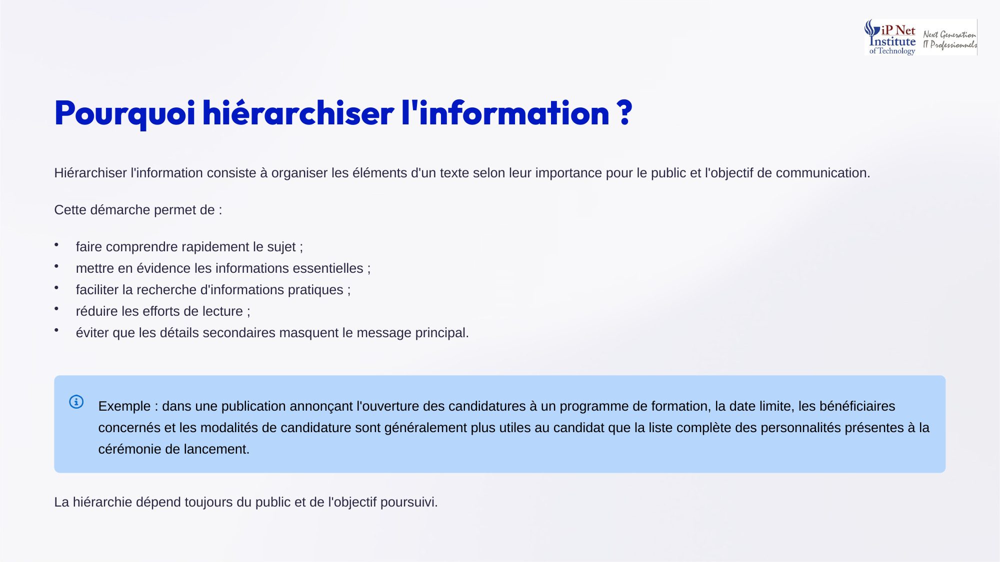 iP Net
Institute
of Technology
Next Generation
IT Professionnels
Pourquoi hiérarchiser l'information ?
Hiérarchiser l'information consiste à organiser les éléments d'un texte selon leur importance pour le public et l'objectif de communication.
Cette démarche permet de :
• faire comprendre rapidement le sujet ;
• mettre en évidence les informations essentielles ;
• faciliter la recherche d'informations pratiques ;
• réduire les efforts de lecture ;
• éviter que les détails secondaires masquent le message principal.
Exemple : dans une publication annonçant l'ouverture des candidatures à un programme de formation, la date limite, les bénéficiaires
concernés et les modalités de candidature sont généralement plus utiles au candidat que la liste complète des personnalités présentes à la
cérémonie de lancement.
La hiérarchie dépend toujours du public et de l'objectif poursuivi.